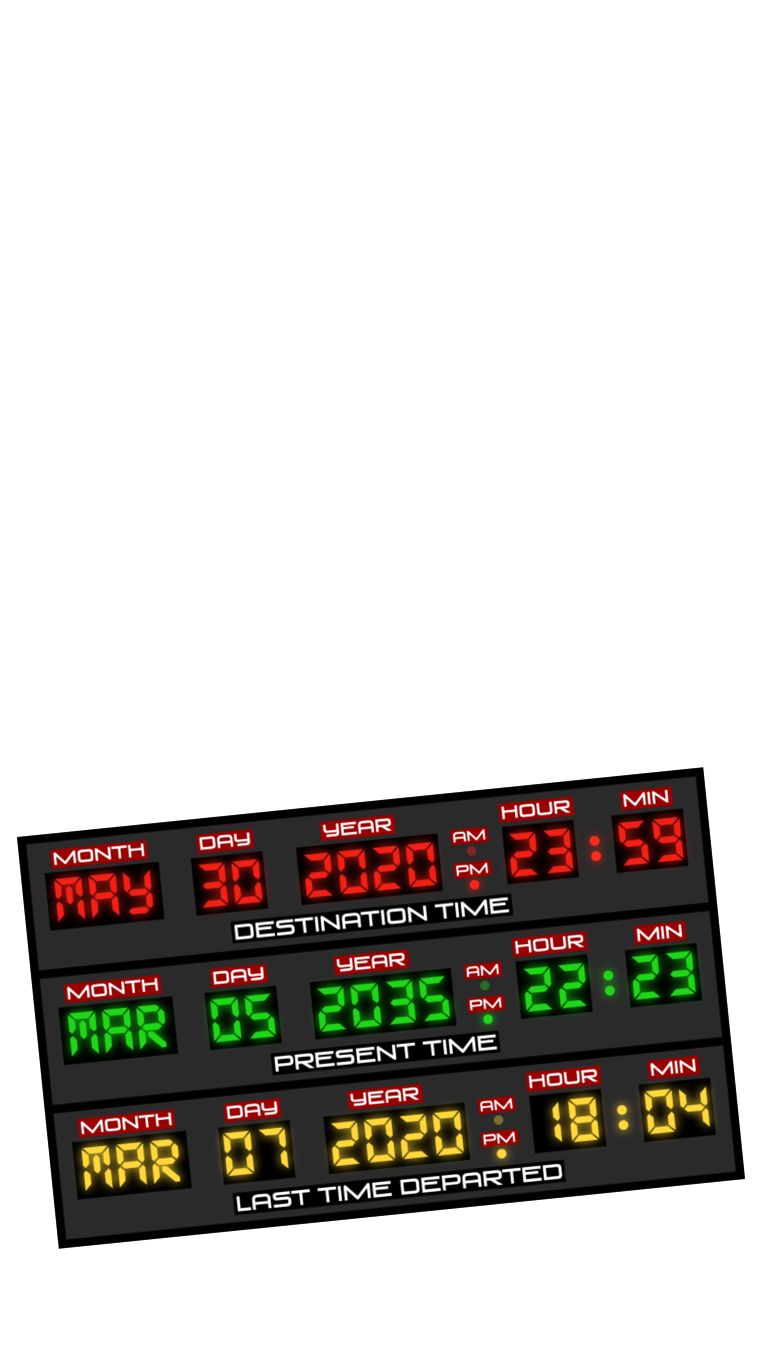 MONTH DAY YEAR AM PM HOUR MIN
MAY 30 2020 23:59
DESTINATION TIME
MONTH DAY YEAR AM PM HOUR MIN
MAR 05 2035 22:23
PRESENT TIME
MONTH DAY YEAR AM PM HOUR MIN
MAR 07 2020 18:04
LAST TIME DEPARTED